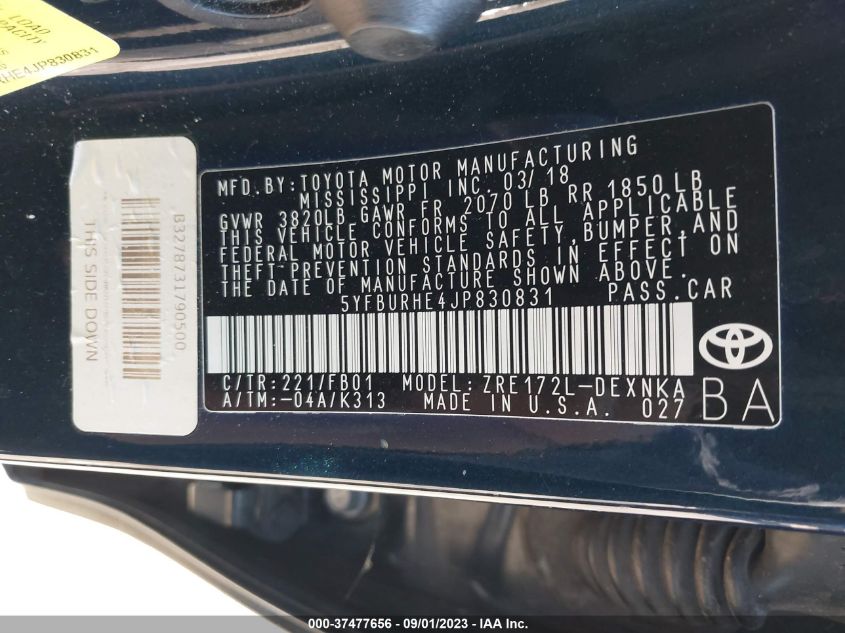 LOAD
HE4JP830831
B3278731790500
THIS SIDE DOWN
MFD. BY: TOYOTA MOTOR MANUFACTURING
MISSISSIPPI INC. 03/18
GVWR 3820LB GAWR FR 2070 LB RR 1850 LB
THIS VEHICLE CONFORMS TO ALL APPLICABLE
FEDERAL MOTOR VEHICLE SAFETY, BUMPER, AND
THEFT-PREVENTION STANDARDS IN EFFECT ON
THE DATE OF MANUFACTURE SHOWN ABOVE.
5YFBURHE4JP830831 PASS. CAR
C/TR: 221/FB01 MODEL: ZRE172L-DEXNKA
A/TM: -04A/K313 MADE IN U.S.A. 027
BA
000-37477656 - 09/01/2023 - IAA Inc.